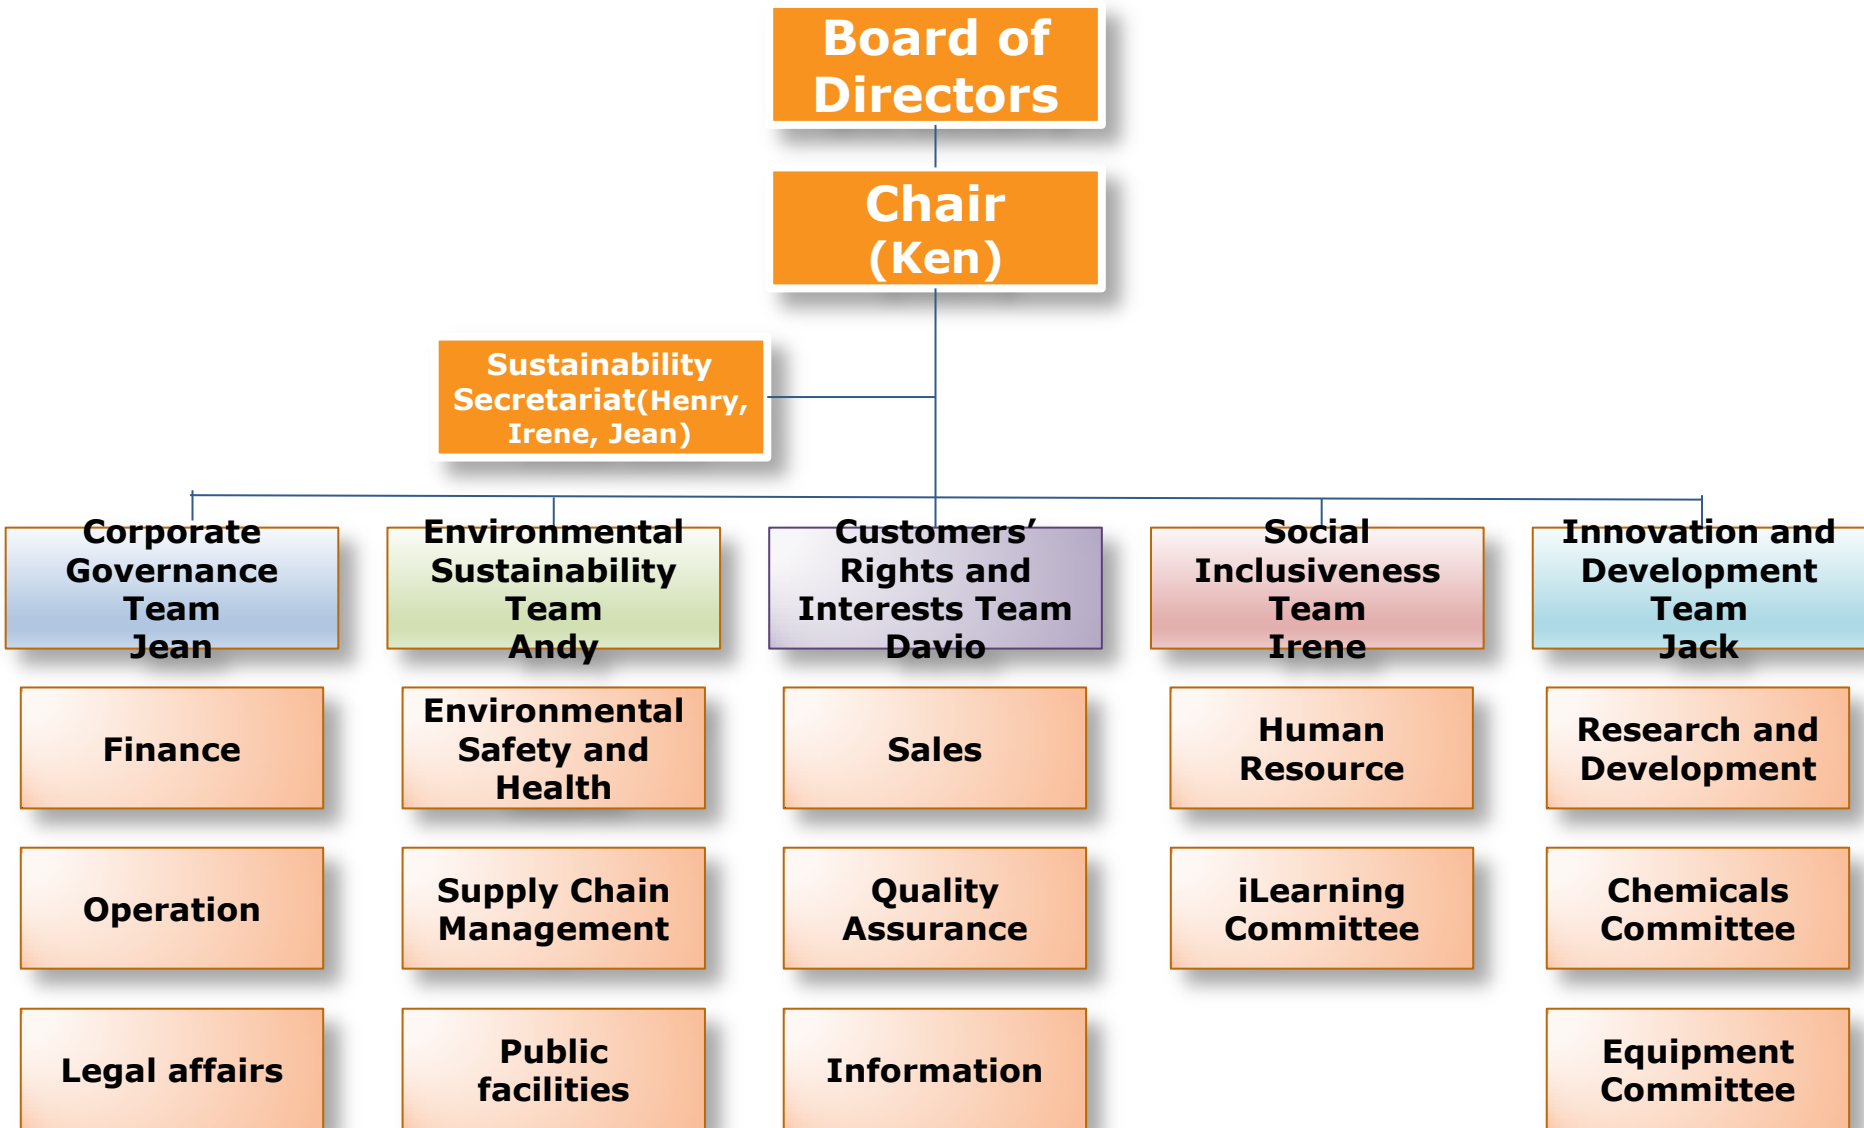 Board of
Directors
Chair
(Ken)
Sustainability
Secretariat(Henry,
Irene, Jean)
Corporate
Governance
Team
Jean
Environmental
Sustainability
Team
Andy
Customers’
Rights and
Interests Team
Davio
Social
Inclusiveness
Team
Irene
Innovation and
Development
Team
Jack
Finance
Environmental
Safety and
Health
Sales
Human
Resource
Research and
Development
Operation
Supply Chain
Management
Quality
Assurance
iLearning
Committee
Chemicals
Committee
Legal affairs
Public
facilities
Information
Equipment
Committee